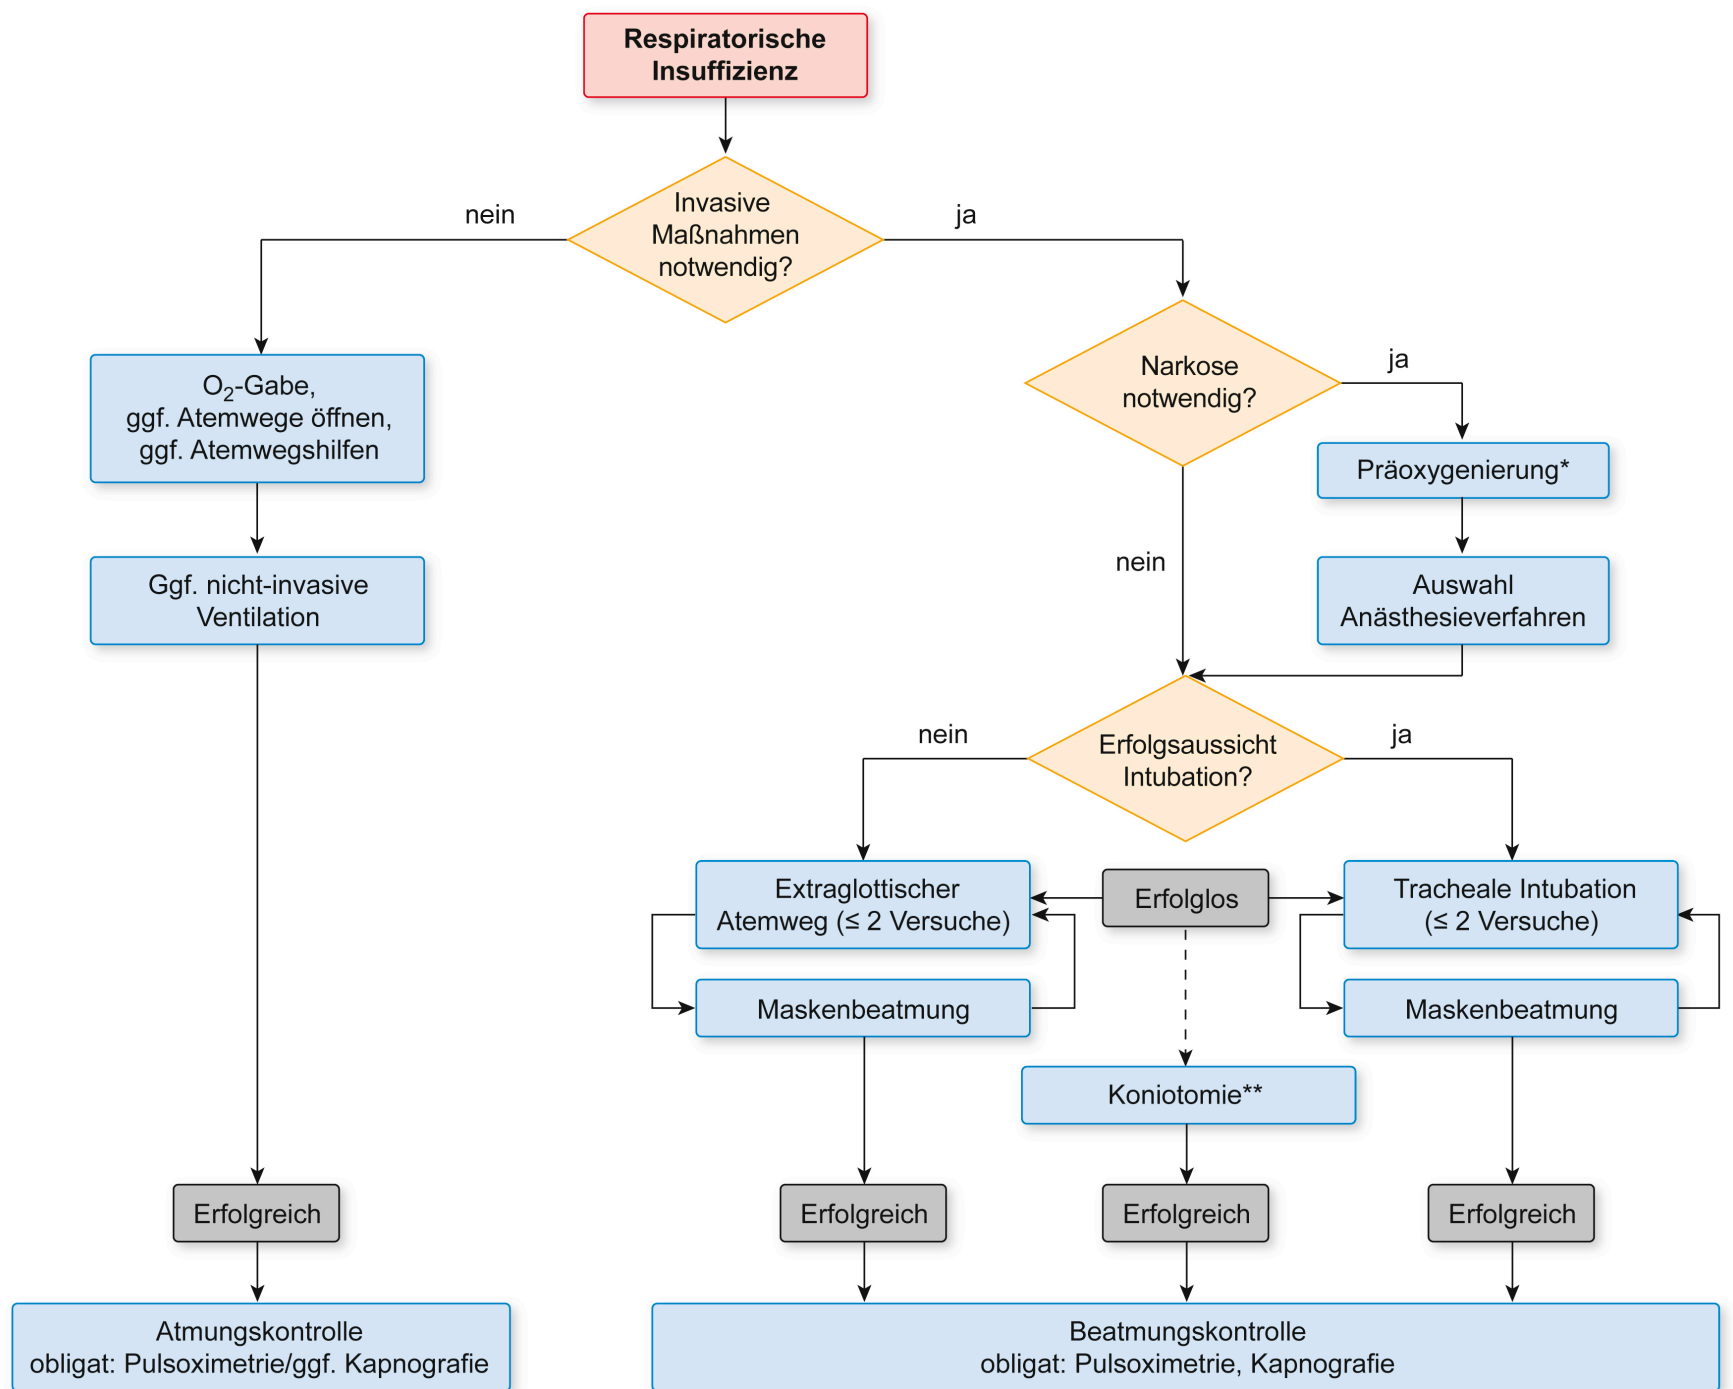 Respiratorische
Insuffizienz
Invasive
Maßnahmen
notwendig?
nein
ja
Narkose
notwendig?
ja
nein
O₂-Gabe,
ggf. Atemwege öffnen,
ggf. Atemwegshilfen
Präoxygenierung*
Ggf. nicht-invasive
Ventilation
Auswahl
Anästhesieverfahren
Erfolgsaussicht
Intubation?
nein
ja
Extraglottischer
Atemweg (≤ 2 Versuche)
Erfolglos
Tracheale Intubation
(≤ 2 Versuche)
Maskenbeatmung
Maskenbeatmung
Koniotomie**
Erfolgreich
Erfolgreich
Erfolgreich
Erfolgreich
Atmungskontrolle
obligat: Pulsoximetrie/ggf. Kapnografie
Beatmungskontrolle
obligat: Pulsoximetrie, Kapnografie